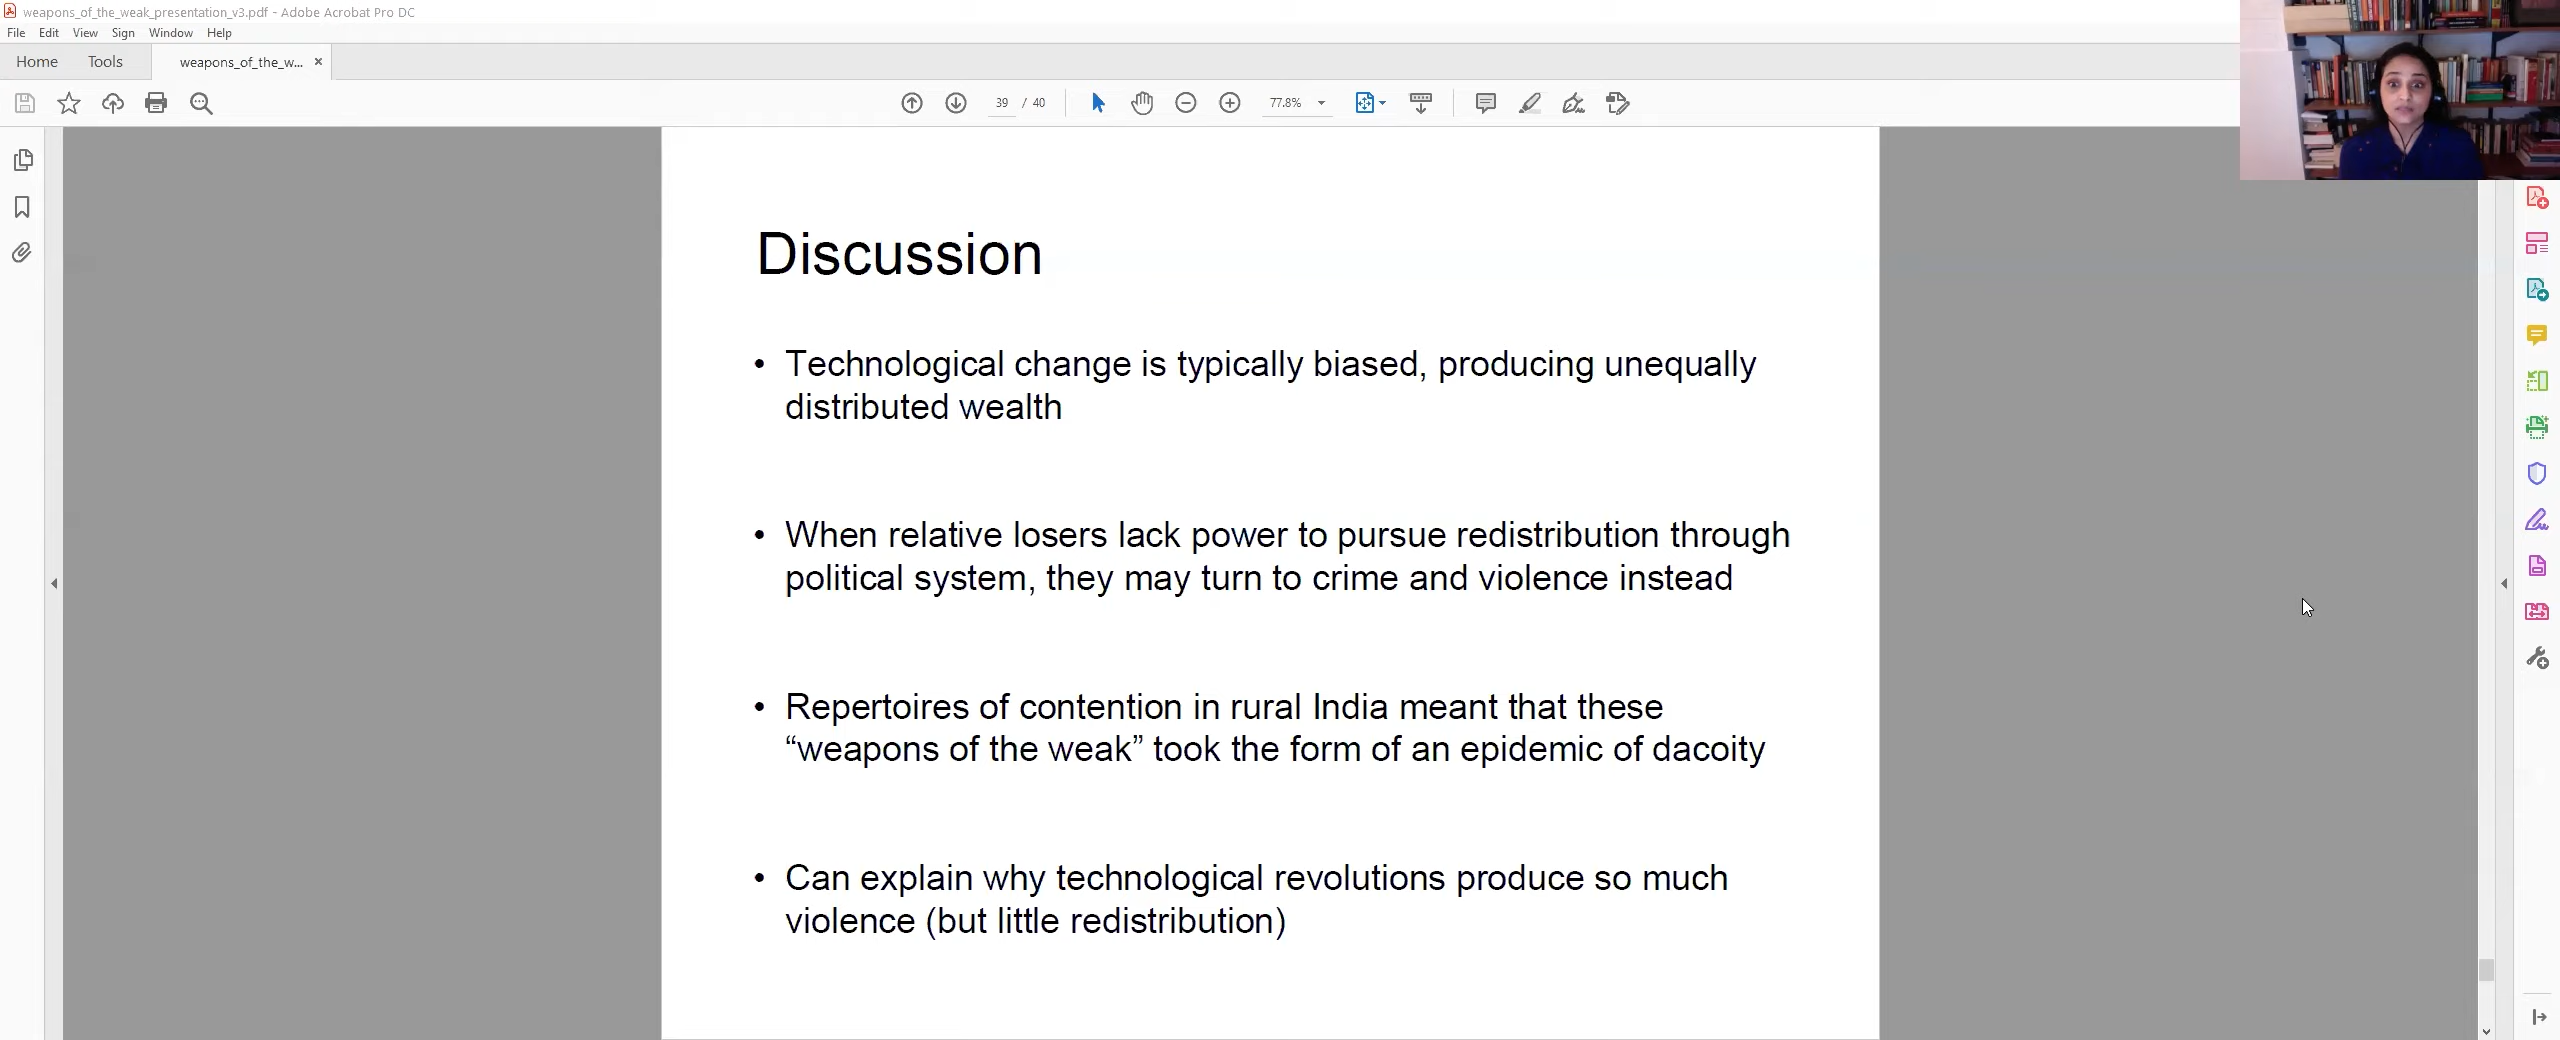 weapons_of_the_weak_presentation_v3.pdf - Adobe Acrobat Pro DC
File Edit View Sign Window Help
Home Tools weapons_of_the_w... ×
39 / 40 77.8%
Discussion
• Technological change is typically biased, producing unequally
distributed wealth
• When relative losers lack power to pursue redistribution through
political system, they may turn to crime and violence instead
• Repertoires of contention in rural India meant that these
“weapons of the weak” took the form of an epidemic of dacoity
• Can explain why technological revolutions produce so much
violence (but little redistribution)